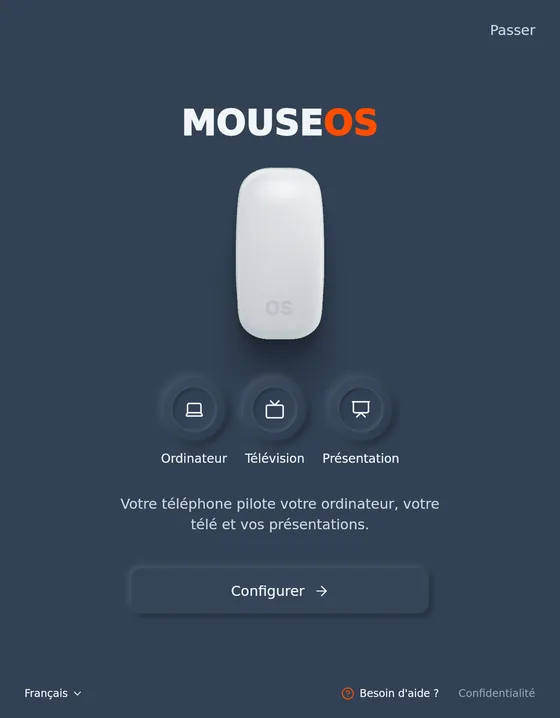 Passer
MOUSEOS
OS
Ordinateur
Télévision
Présentation
Votre téléphone pilote votre ordinateur, votre
télé et vos présentations.
Configurer
Français
Besoin d'aide ?
Confidentialité